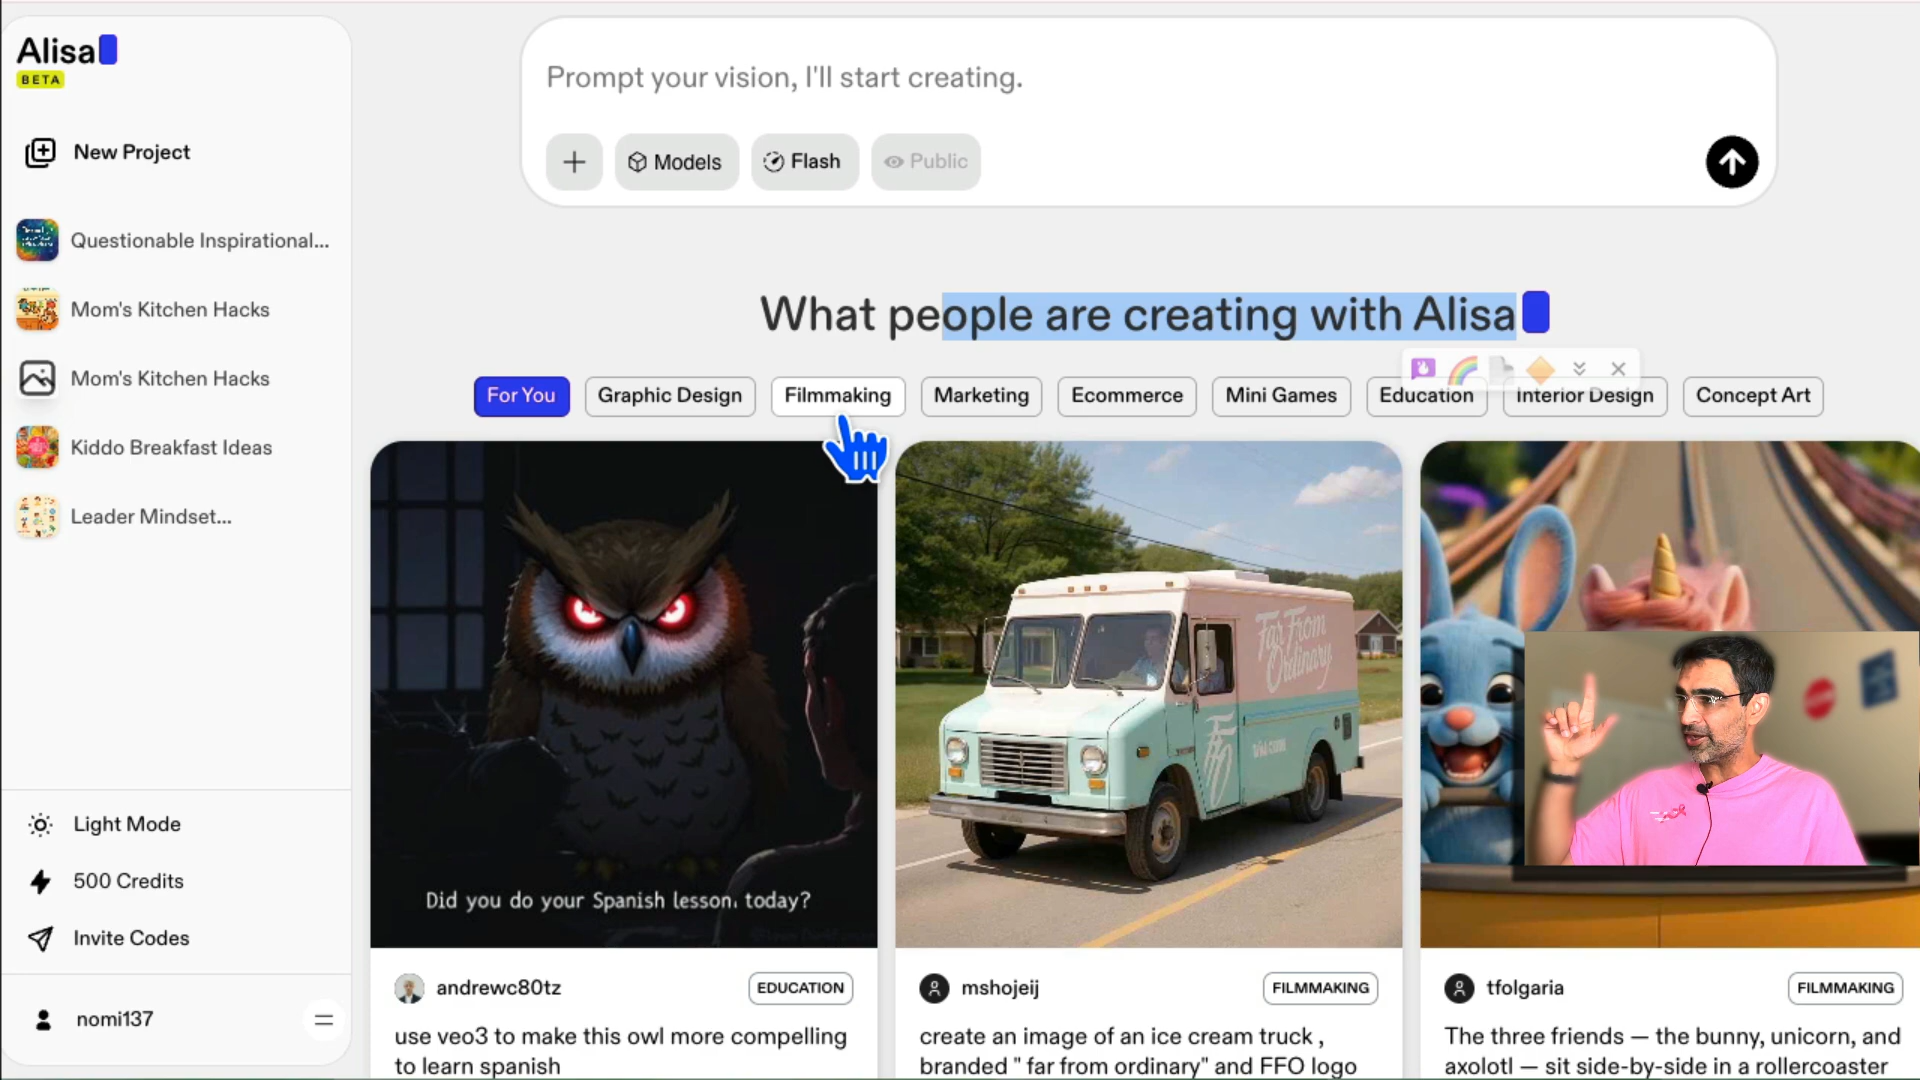 Alisa
BETA
New Project
Questionable Inspirational...
Mom's Kitchen Hacks
Mom's Kitchen Hacks
Kiddo Breakfast Ideas
Leader Mindset...
Light Mode
500 Credits
Invite Codes
nomi137
Prompt your vision, I'll start creating.
Models
Flash
Public
What people are creating with Alisa
For You
Graphic Design
Filmmaking
Marketing
Ecommerce
Mini Games
Education
Interior Design
Concept Art
Did you do your Spanish lesson, today?
Far From
Ordinary
andrewc80tz
EDUCATION
use veo3 to make this owl more compelling
to learn spanish
mshojeij
FILMMAKING
create an image of an ice cream truck ,
branded " far from ordinary" and FFO logo
tfolgaria
FILMMAKING
The three friends — the bunny, unicorn, and
axolotl — sit side-by-side in a rollercoaster